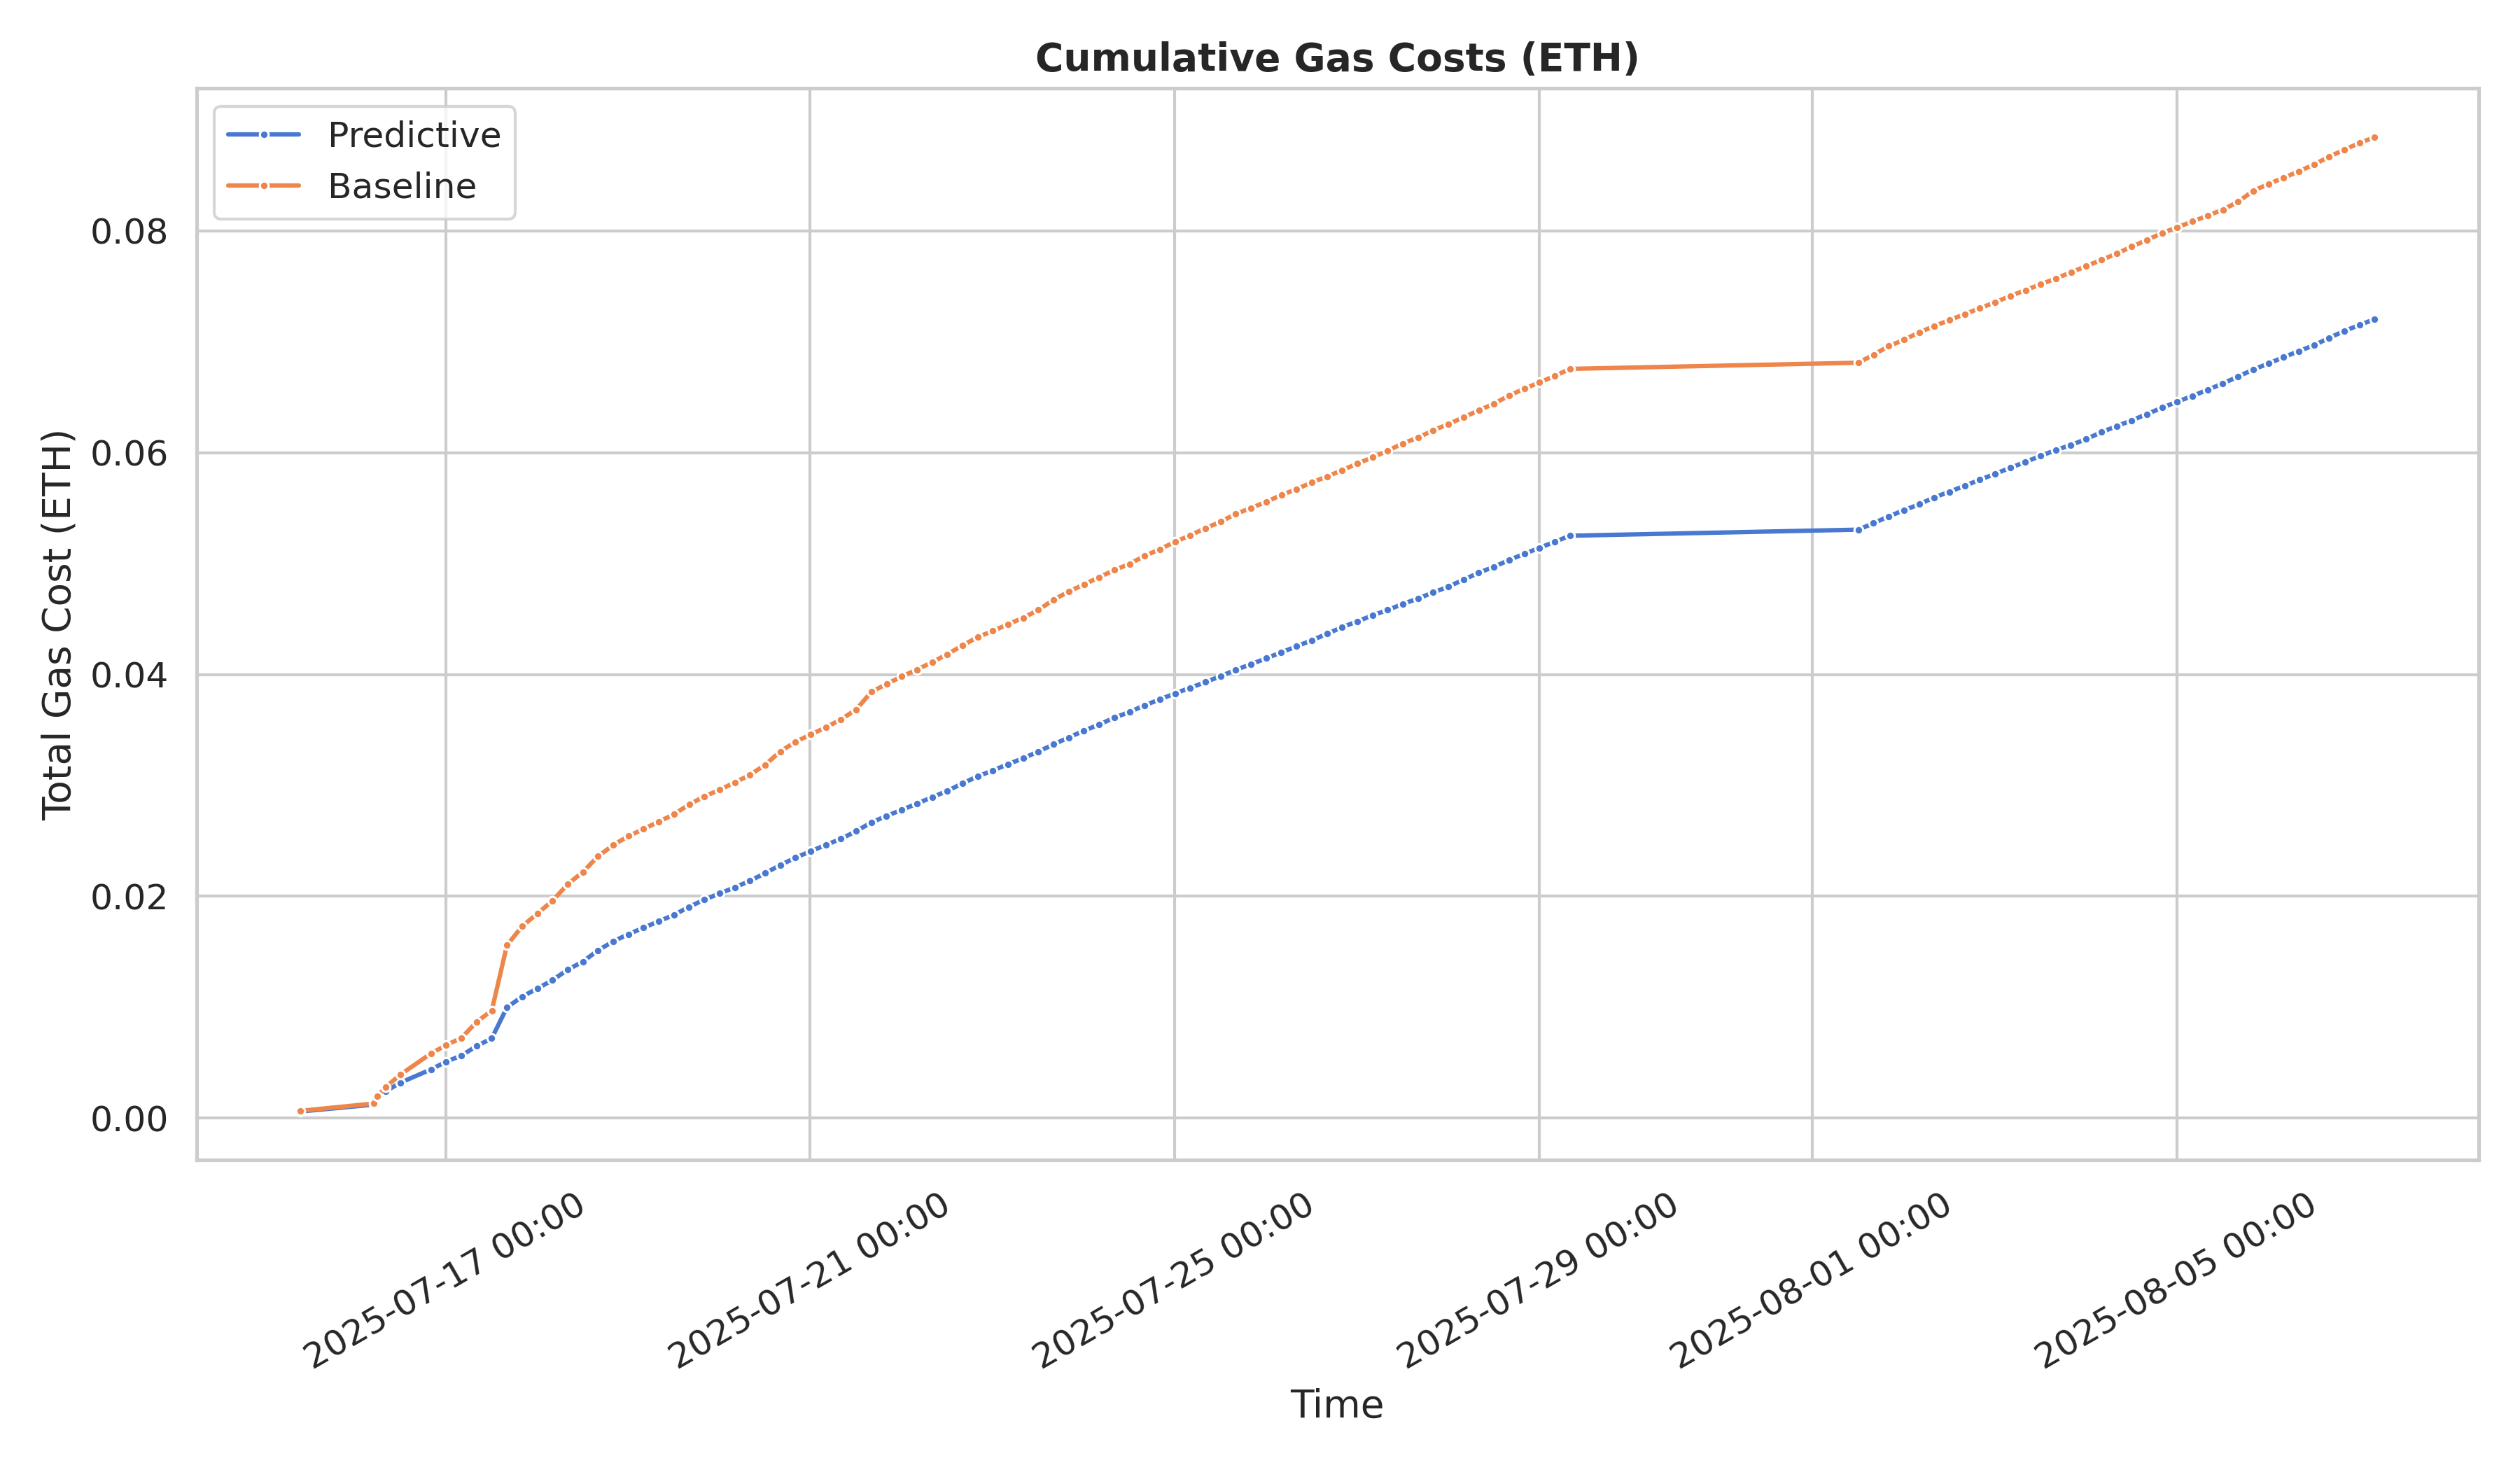 Cumulative Gas Costs (ETH)
Predictive
Baseline
Total Gas Cost (ETH)
0.08
0.06
0.04
0.02
0.00
2025-07-17 00:00
2025-07-21 00:00
2025-07-25 00:00
2025-07-29 00:00
2025-08-01 00:00
2025-08-05 00:00
Time